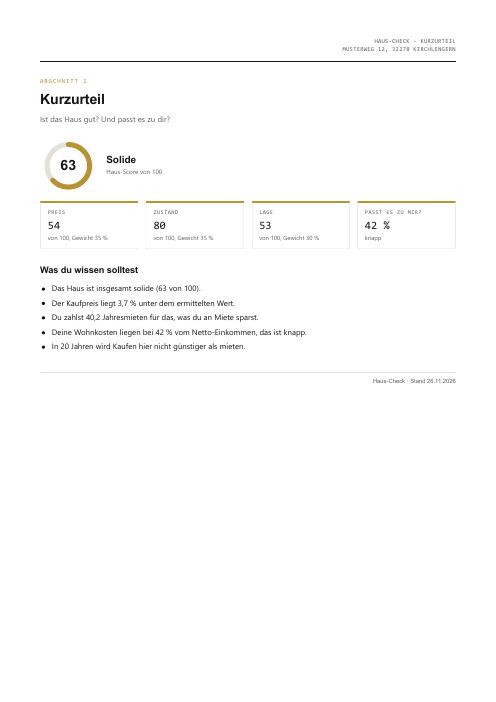 HAUS-CHECK · KURZURTEIL
MUSTERWEG 12, 32278 KIRCHLENGERN
ABSCHNITT 1
Kurzurteil
Ist das Haus gut? Und passt es zu dir?
63
Solide
Haus-Score von 100
PREIS
54
von 100, Gewicht 35 %
ZUSTAND
80
von 100, Gewicht 35 %
LAGE
53
von 100, Gewicht 30 %
PASST ES ZU MIR?
42 %
knapp
Was du wissen solltest
• Das Haus ist insgesamt solide (63 von 100).
• Der Kaufpreis liegt 3,7 % unter dem ermittelten Wert.
• Du zahlst 40,2 Jahresmieten für das, was du an Miete sparst.
• Deine Wohnkosten liegen bei 42 % vom Netto-Einkommen, das ist knapp.
• In 20 Jahren wird Kaufen hier nicht günstiger als mieten.
Haus-Check · Stand 26.11.2026